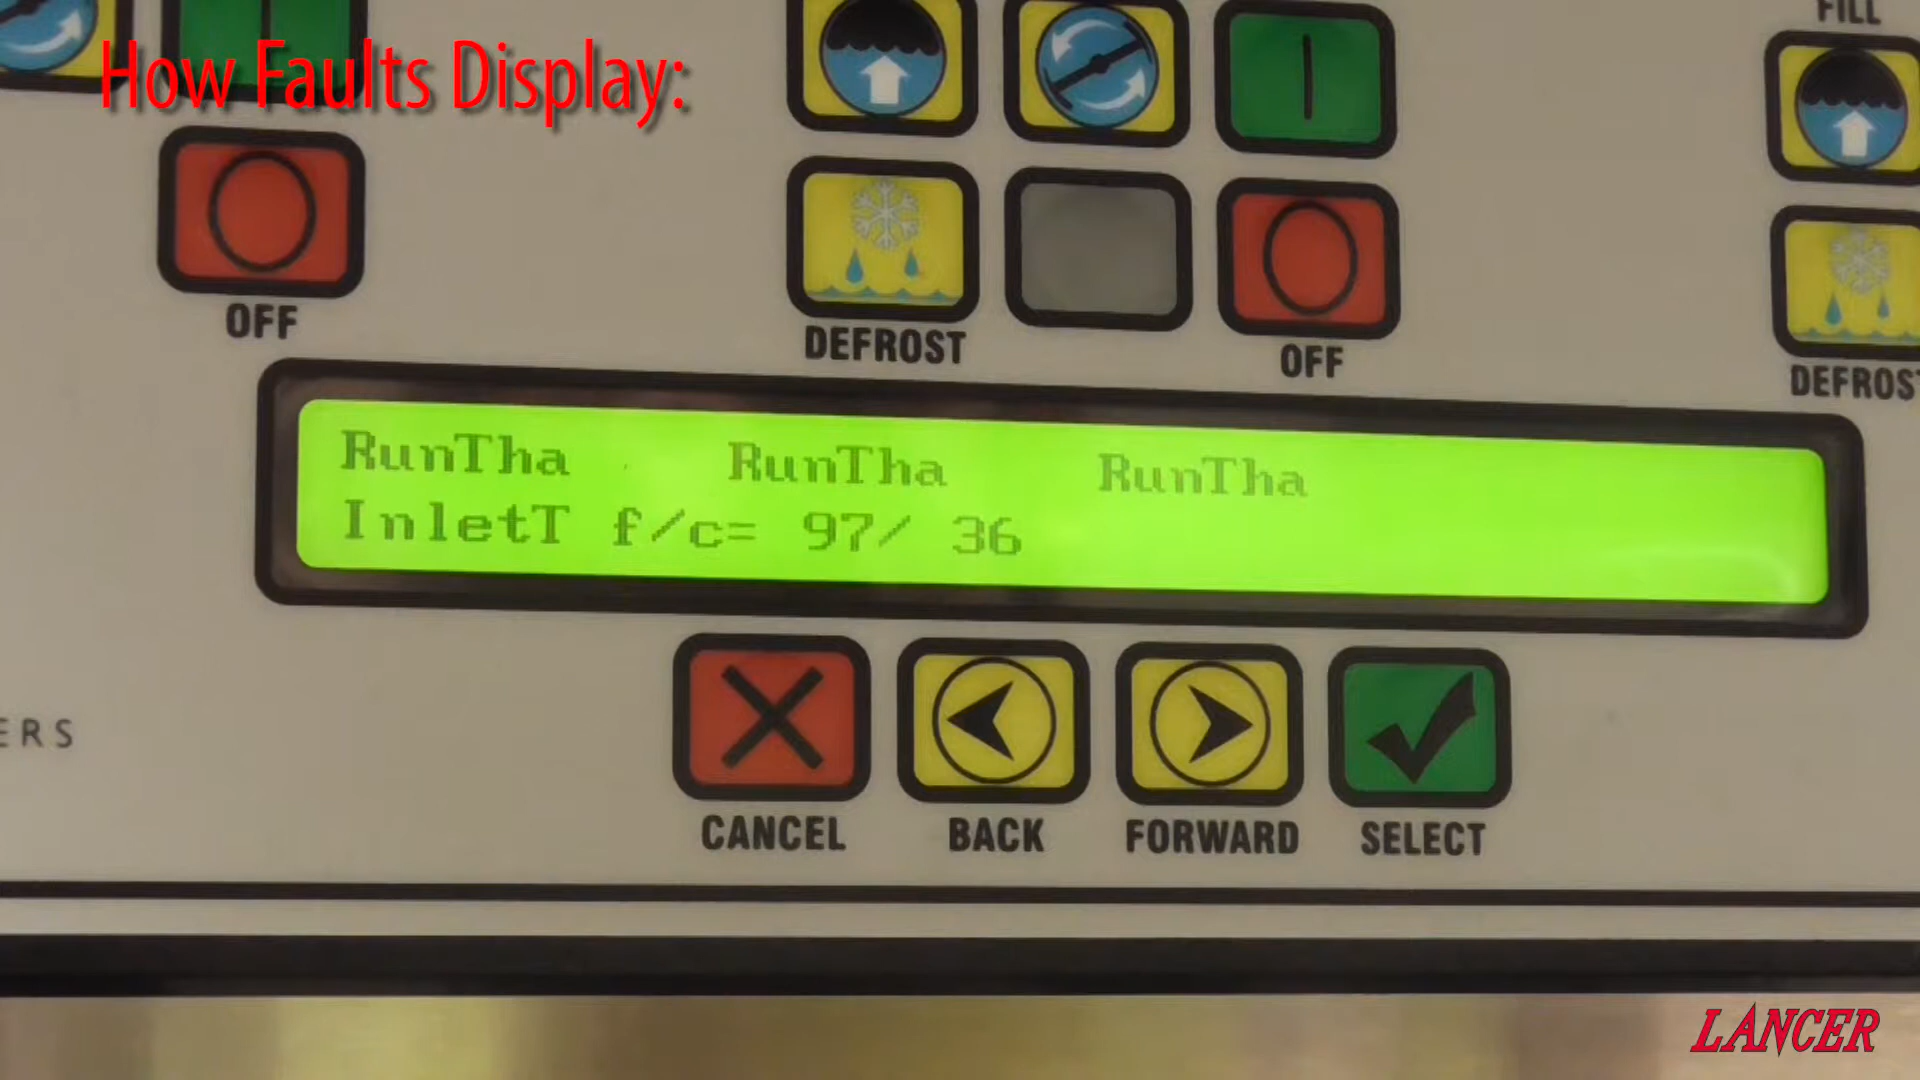 FILL
How Faults Display:
OFF
DEFROST
OFF
DEFROST
RunTha RunTha RunTha
InletT f/c= 97/ 36
ERS
CANCEL BACK FORWARD SELECT
LANCER